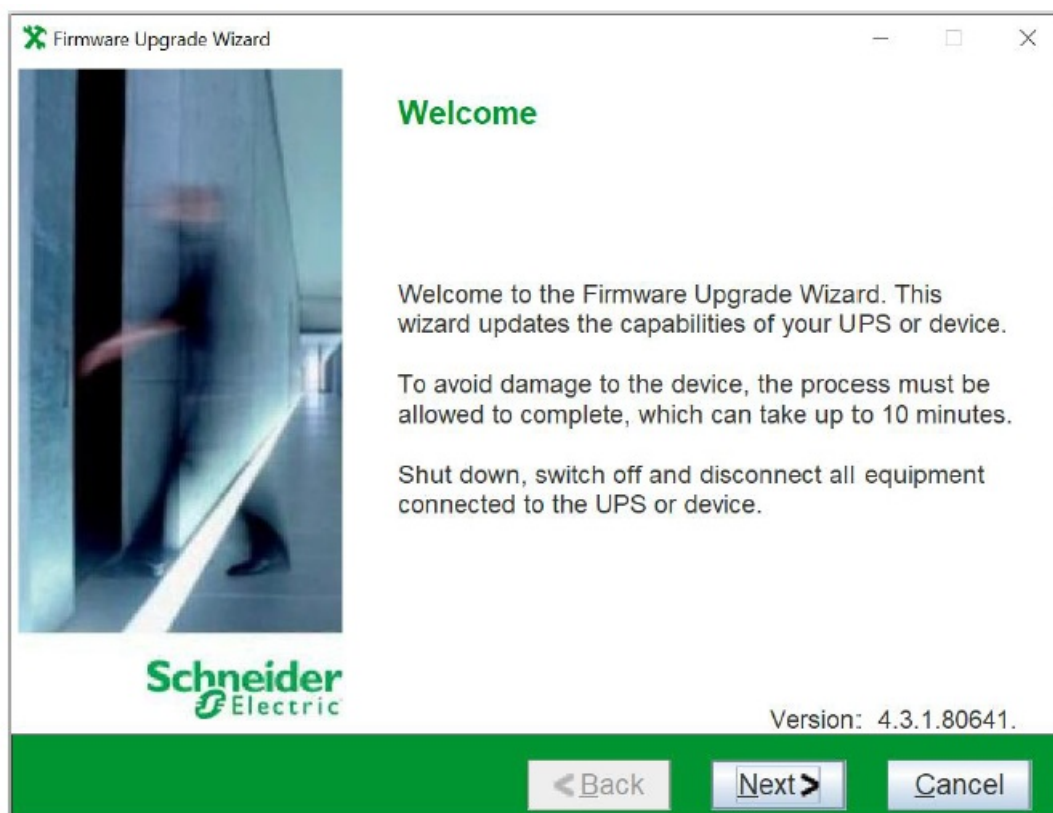 Firmware Upgrade Wizard
Welcome
Welcome to the Firmware Upgrade Wizard. This
wizard updates the capabilities of your UPS or device.
To avoid damage to the device, the process must be
allowed to complete, which can take up to 10 minutes.
Shut down, switch off and disconnect all equipment
connected to the UPS or device.
Schneider
Electric
Version: 4.3.1.80641.
<Back
Next>
Cancel